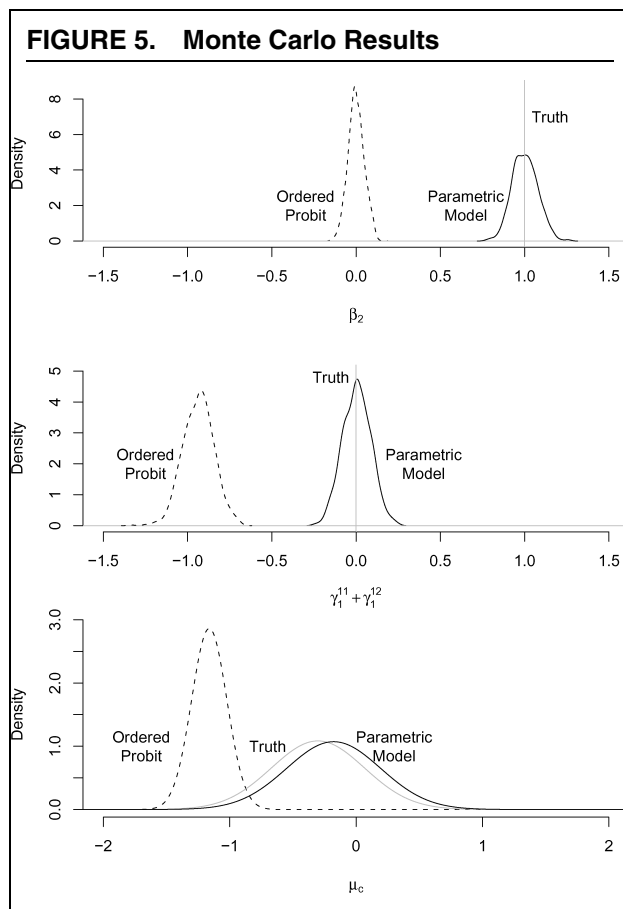 FIGURE 5. Monte Carlo Results
8
6
4
2
0
Density
Truth
Ordered
Probit
Parametric
Model
−1.5 −1.0 −0.5 0.0 0.5 1.0 1.5
β₂
5
4
3
2
1
0
Density
Truth
Ordered
Probit
Parametric
Model
−1.5 −1.0 −0.5 0.0 0.5 1.0 1.5
γ₁¹¹ + γ₁¹²
3.0
2.0
1.0
0.0
Density
Ordered
Probit
Truth
Parametric
Model
−2 −1 0 1 2
μc